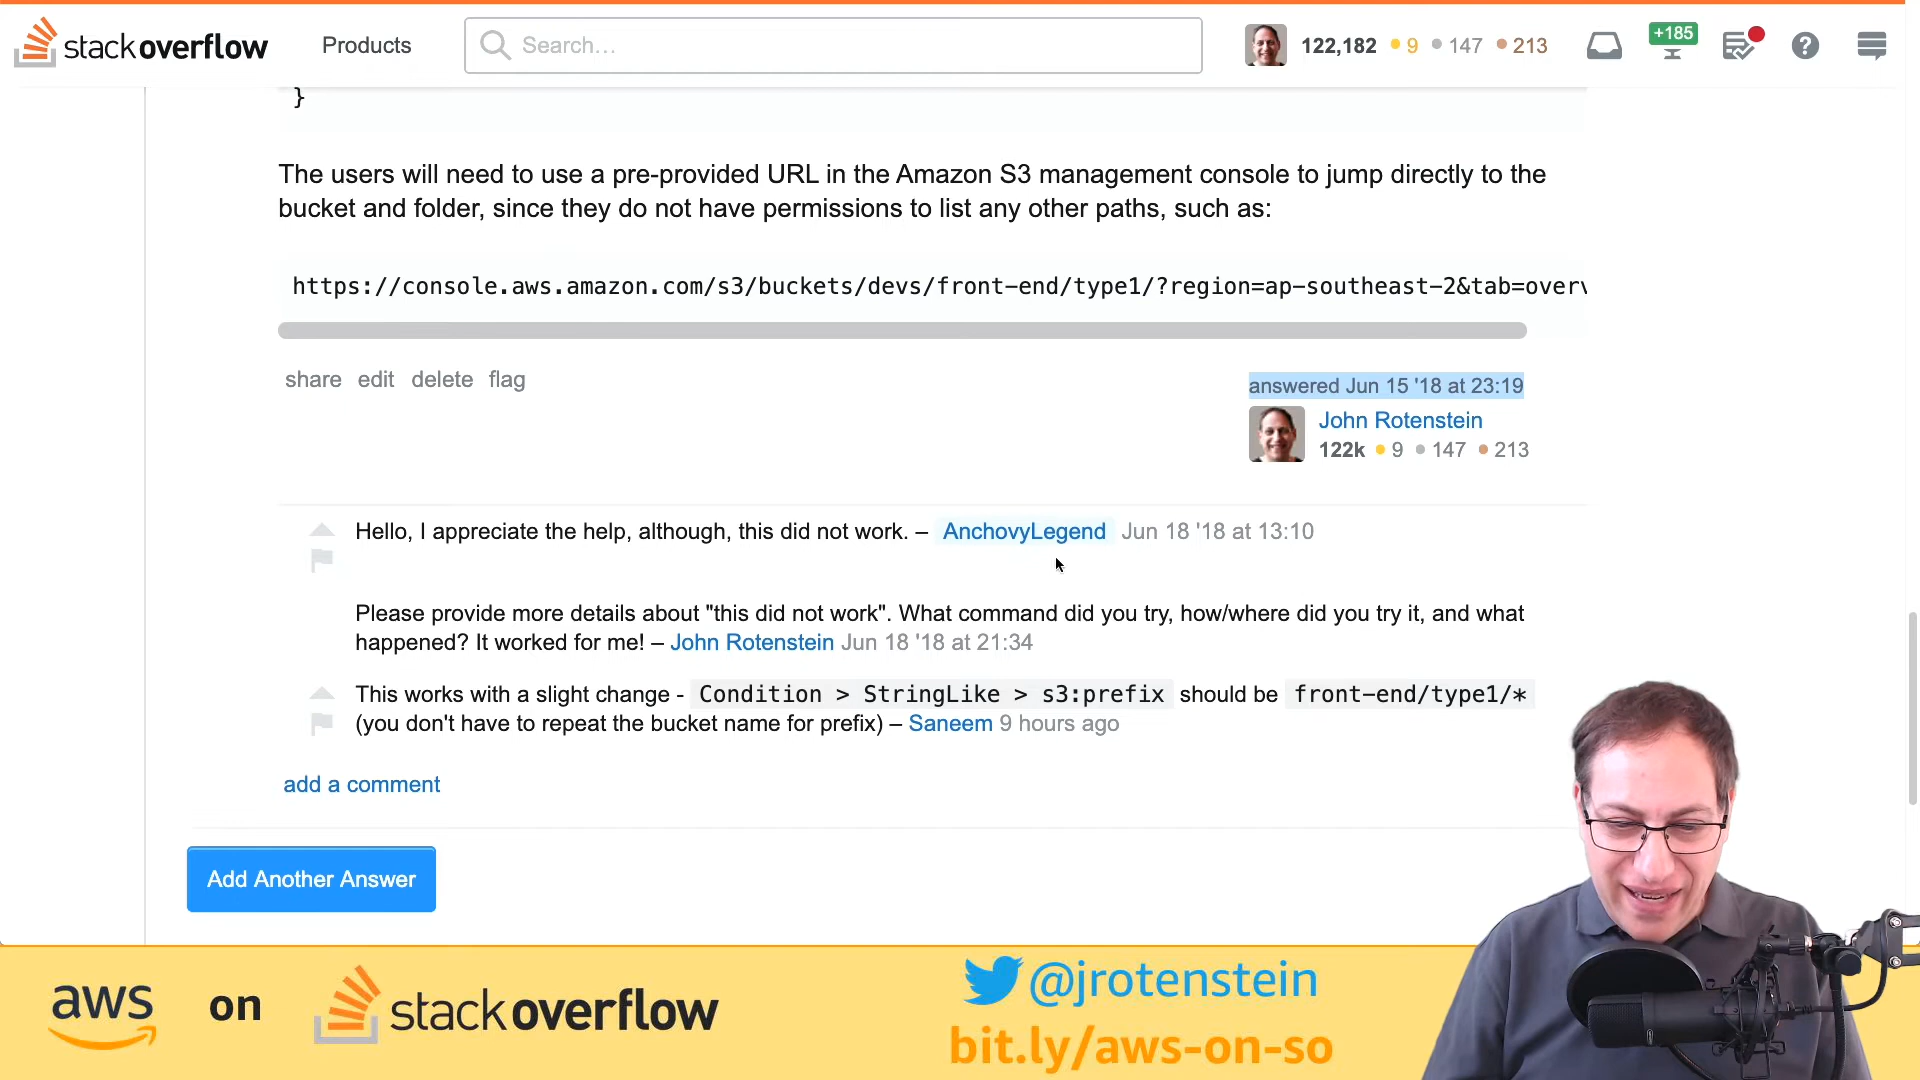 stackoverflow Products Search... 122,182 9 147 213 +185 ?
}
The users will need to use a pre-provided URL in the Amazon S3 management console to jump directly to the
bucket and folder, since they do not have permissions to list any other paths, such as:
https://console.aws.amazon.com/s3/buckets/devs/front-end/type1/?region=ap-southeast-2&tab=overv
share edit delete flag
answered Jun 15 '18 at 23:19
John Rotenstein
122k 9 147 213
Hello, I appreciate the help, although, this did not work. – AnchovyLegend Jun 18 '18 at 13:10
Please provide more details about "this did not work". What command did you try, how/where did you try it, and what
happened? It worked for me! – John Rotenstein Jun 18 '18 at 21:34
This works with a slight change - Condition > StringLike > s3:prefix should be front-end/type1/*
(you don't have to repeat the bucket name for prefix) – Saneem 9 hours ago
add a comment
Add Another Answer
aws on stackoverflow
@jrotenstein
bit.ly/aws-on-so